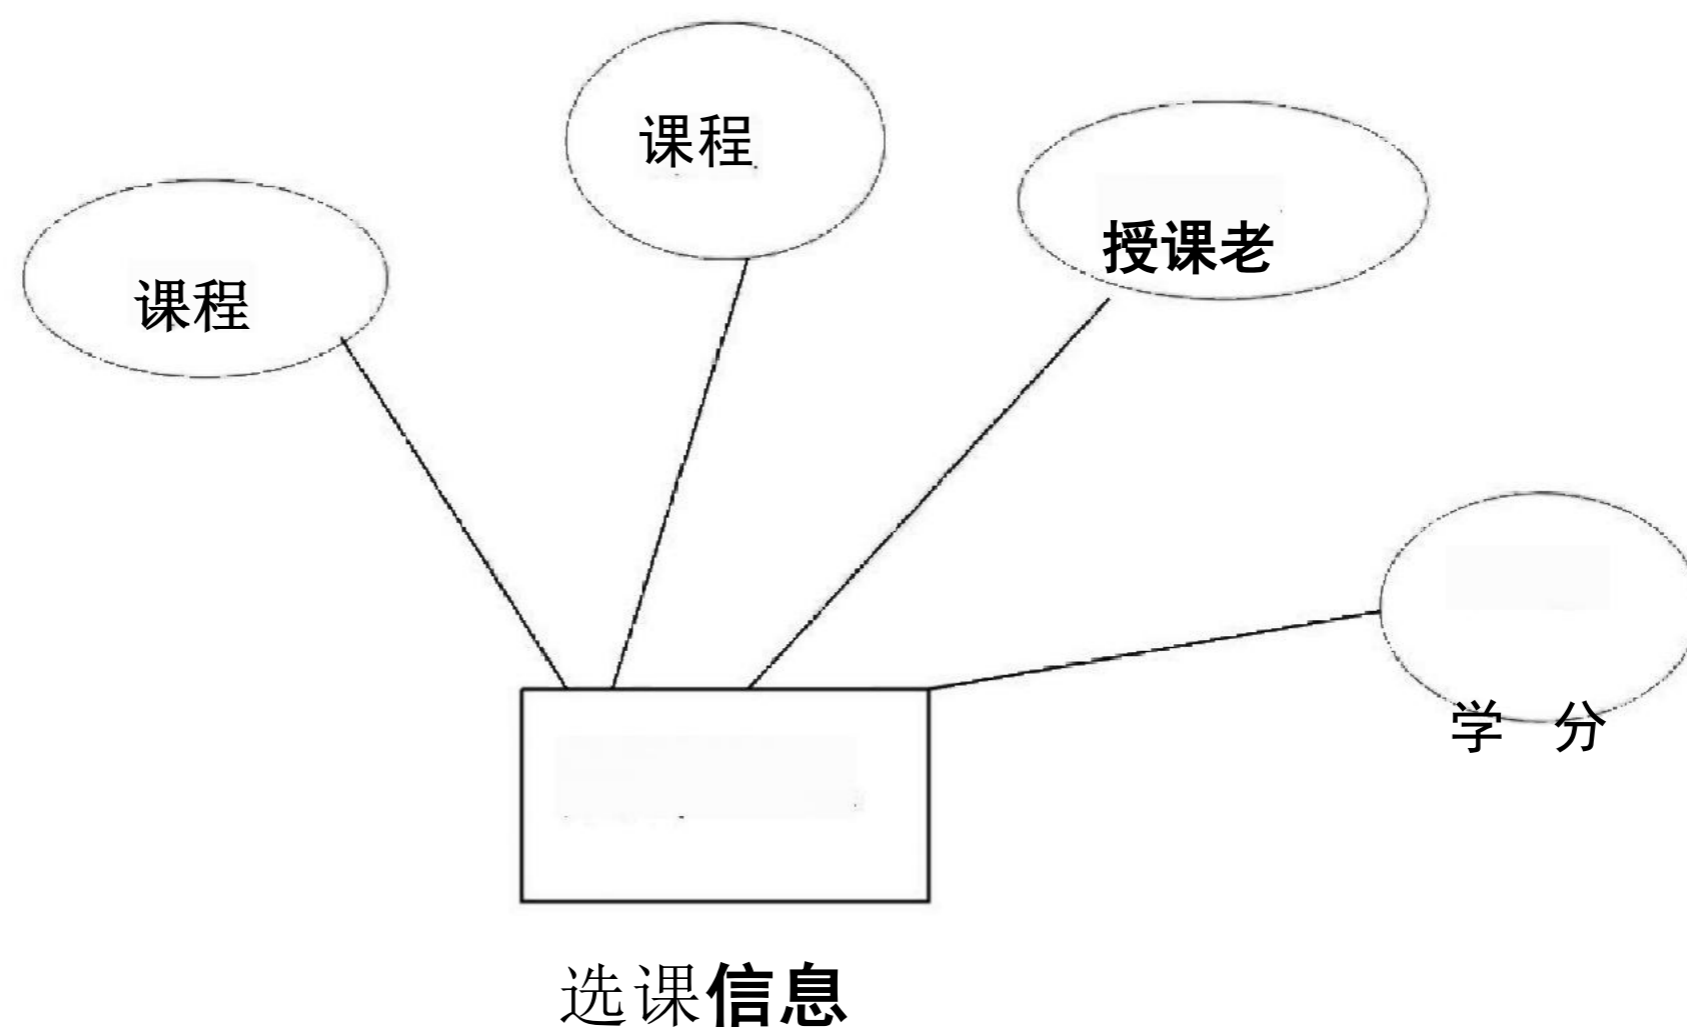 课程
课程
授课老
学 分
选课信息